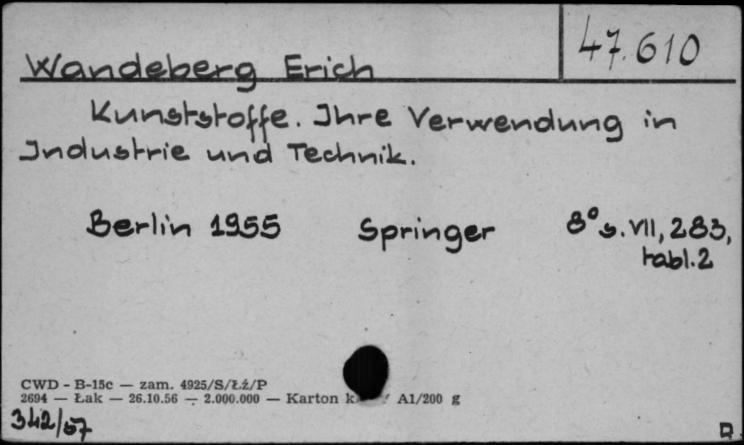 47.610
Wandeberg Erich
Kunststoffe. Ihre Verwendung in
Industrie und Technik.
Berlin 1955 Springer 8° s. VII, 283,
tabl. 2
CWD - B-15c — zam. 4925/S/Łź/P
2694 — Łak — 26.10.56 — 2.000.000 — Karton k A1/200 g
342/57